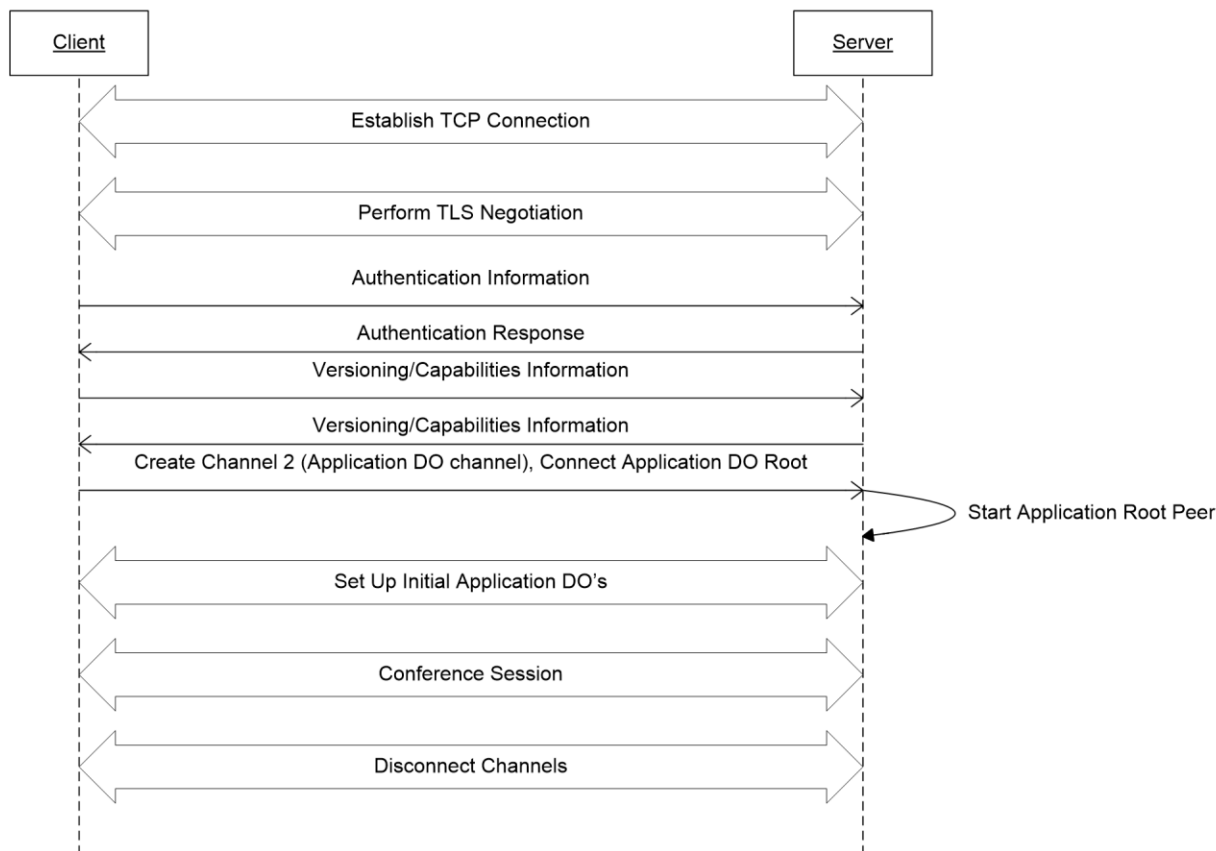 Client
Server
Establish TCP Connection
Perform TLS Negotiation
Authentication Information
Authentication Response
Versioning/Capabilities Information
Versioning/Capabilities Information
Create Channel 2 (Application DO channel), Connect Application DO Root
Start Application Root Peer
Set Up Initial Application DO’s
Conference Session
Disconnect Channels